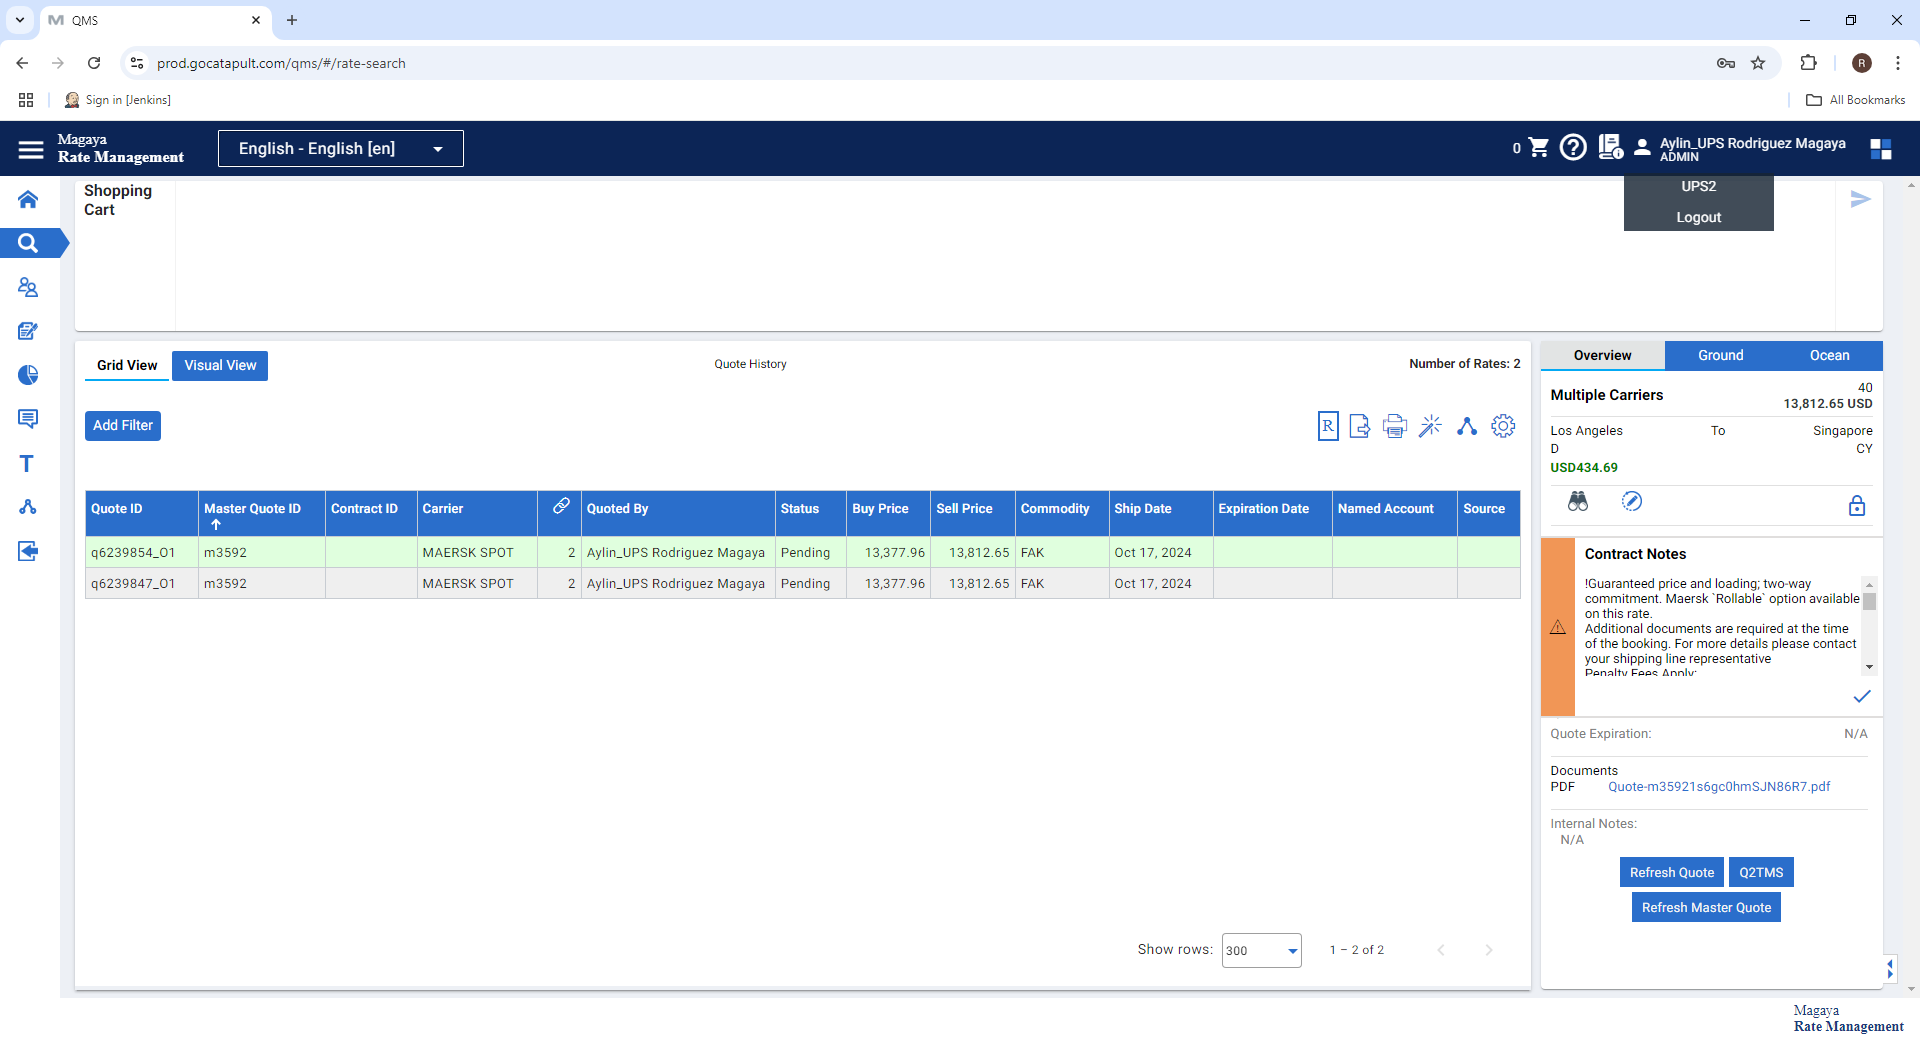 QMS
prod.gocatapult.com/qms/#/rate-search
R
Sign in [Jenkins]
All Bookmarks
Magaya
Rate Management
English - English [en]
0
Aylin_UPS Rodriguez Magaya
ADMIN
UPS2
Logout
Shopping
Cart
Grid View
Visual View
Quote History
Number of Rates: 2
Add Filter
R
Quote ID Master Quote ID Contract ID Carrier Quoted By Status Buy Price Sell Price Commodity Ship Date Expiration Date Named Account Source
q6239854_O1 m3592 MAERSK SPOT 2 Aylin_UPS Rodriguez Magaya Pending 13,377.96 13,812.65 FAK Oct 17, 2024
q6239847_O1 m3592 MAERSK SPOT 2 Aylin_UPS Rodriguez Magaya Pending 13,377.96 13,812.65 FAK Oct 17, 2024
Show rows: 300 1 – 2 of 2
Overview Ground Ocean
Multiple Carriers 40
13,812.65 USD
Los Angeles To Singapore
D CY
USD434.69
Contract Notes
!Guaranteed price and loading; two-way
commitment. Maersk `Rollable` option available
on this rate.
Additional documents are required at the time
of the booking. For more details please contact
your shipping line representative
Penalty Fees Apply:
Quote Expiration: N/A
Documents
PDF Quote-m35921s6gc0hmSJN86R7.pdf
Internal Notes:
N/A
Refresh Quote Q2TMS
Refresh Master Quote
T
Magaya
Rate Management